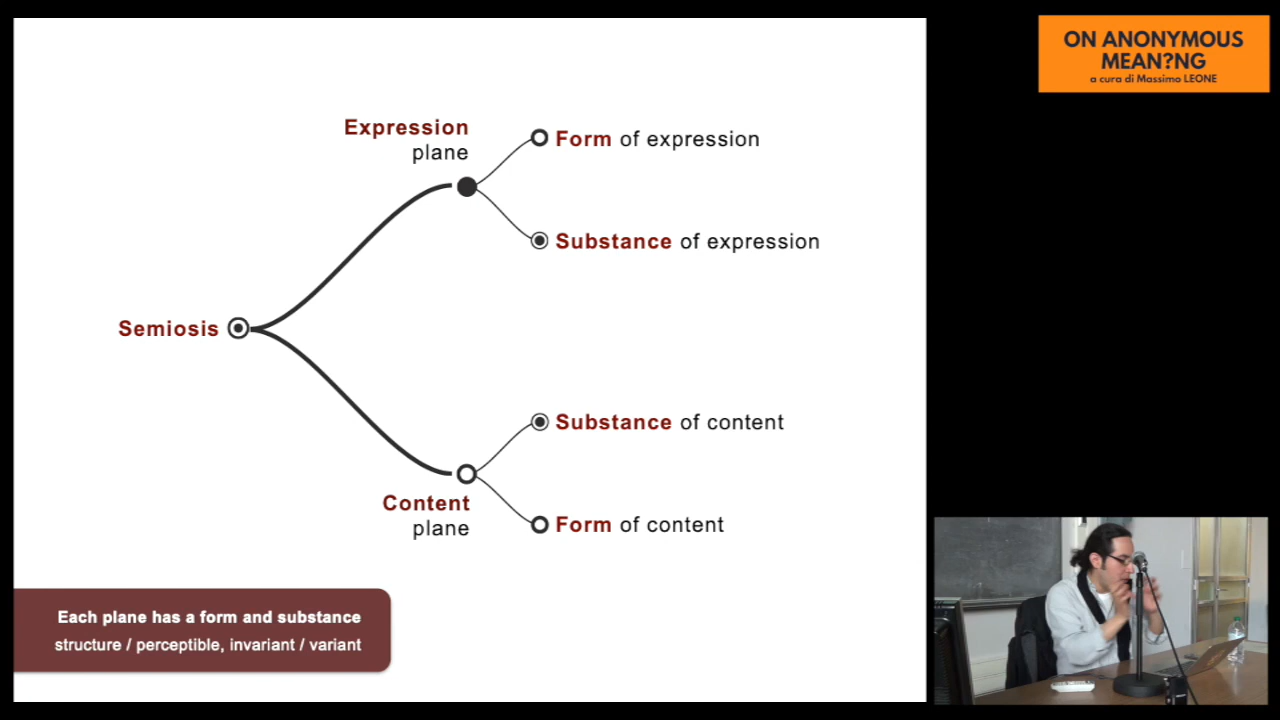 ON ANONYMOUS
MEAN?NG
a cura di Massimo LEONE
Expression
plane
Form of expression
Substance of expression
Semiosis
Substance of content
Content
plane
Form of content
Each plane has a form and substance
structure / perceptible, invariant / variant